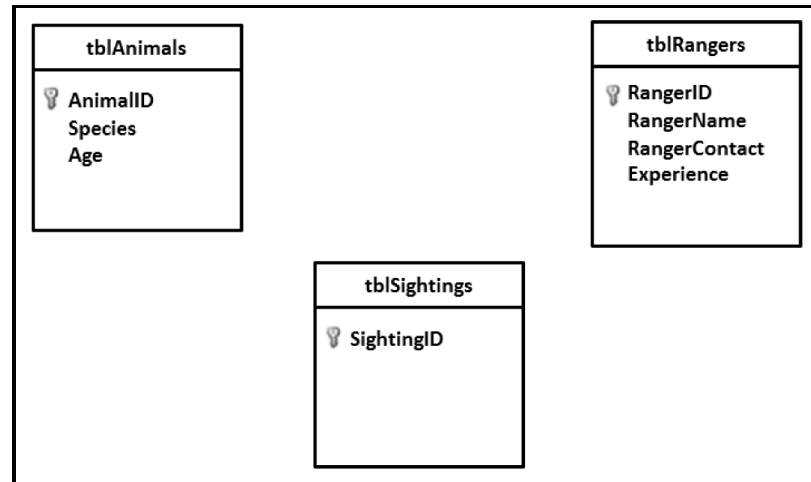 tblAnimals
AnimalID
Species
Age
tblRangers
RangerID
RangerName
RangerContact
Experience
tblSightings
SightingID